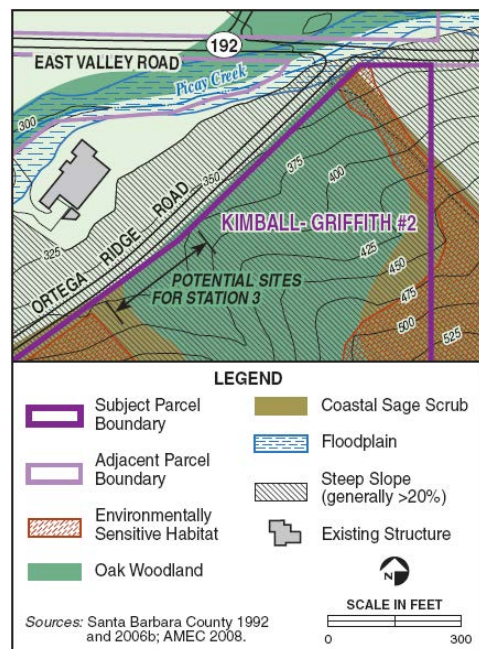 192
EAST VALLEY ROAD
Picay Creek
300
375
400
350
KIMBALL- GRIFFITH #2
325
ORTEGA RIDGE ROAD
425
450
POTENTIAL SITES
FOR STATION 3
475
500
525
LEGEND
Subject Parcel
Boundary
Adjacent Parcel
Boundary
Environmentally
Sensitive Habitat
Oak Woodland
Coastal Sage Scrub
Floodplain
Steep Slope
(generally >20%)
Existing Structure
N
SCALE IN FEET
0 300
Sources: Santa Barbara County 1992
and 2006b; AMEC 2008.